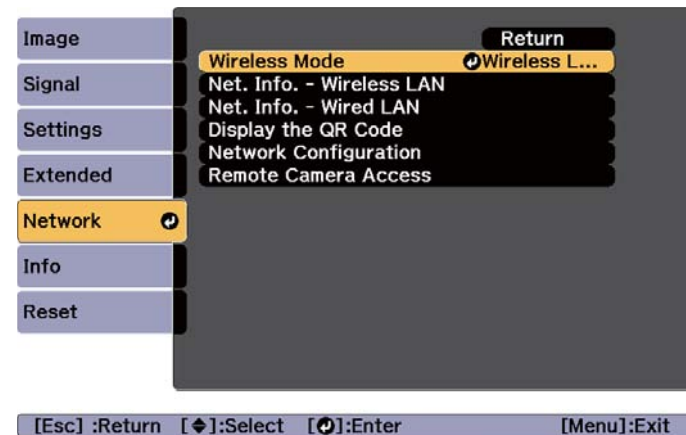 Image
Signal
Settings
Extended
Network
Info
Reset
Return
Wireless Mode Wireless L...
Net. Info. - Wireless LAN
Net. Info. - Wired LAN
Display the QR Code
Network Configuration
Remote Camera Access
[Esc] :Return [◆]:Select [↵]:Enter [Menu]:Exit